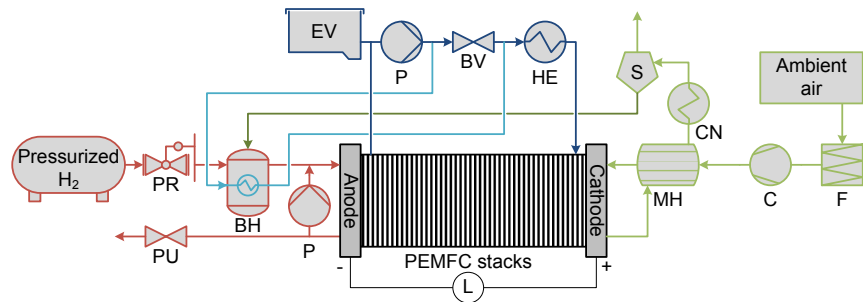 EV
P
BV
HE
S
Ambient
air
CN
Pressurized
H₂
PR
BH
Anode
Cathode
MH
C
F
PU
P
PEMFC stacks
-
+
L